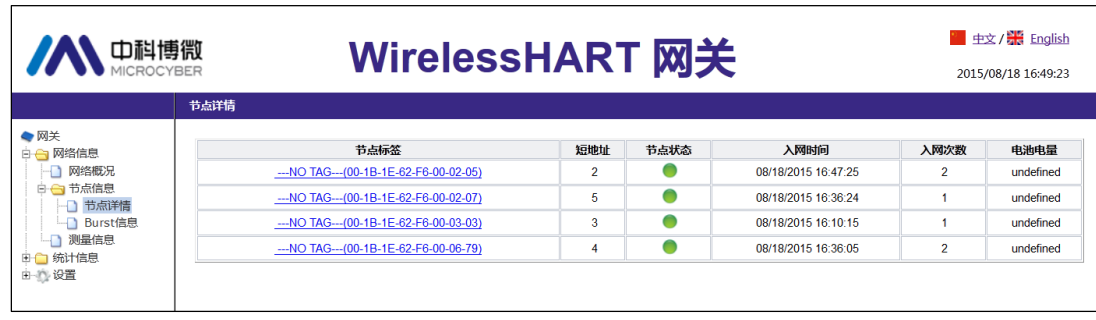 中科博微
MICROCYBER
WirelessHART 网关
中文 / English
2015/08/18 16:49:23
节点详情
网关
网络信息
网络概况
节点信息
节点详情
Burst信息
测量信息
统计信息
设置
节点标签 短地址 节点状态 入网时间 入网次数 电池电量
---NO TAG---(00-1B-1E-62-F6-00-02-05) 2 08/18/2015 16:47:25 2 undefined
---NO TAG---(00-1B-1E-62-F6-00-02-07) 5 08/18/2015 16:36:24 1 undefined
---NO TAG---(00-1B-1E-62-F6-00-03-03) 3 08/18/2015 16:10:15 1 undefined
---NO TAG---(00-1B-1E-62-F6-00-06-79) 4 08/18/2015 16:36:05 2 undefined